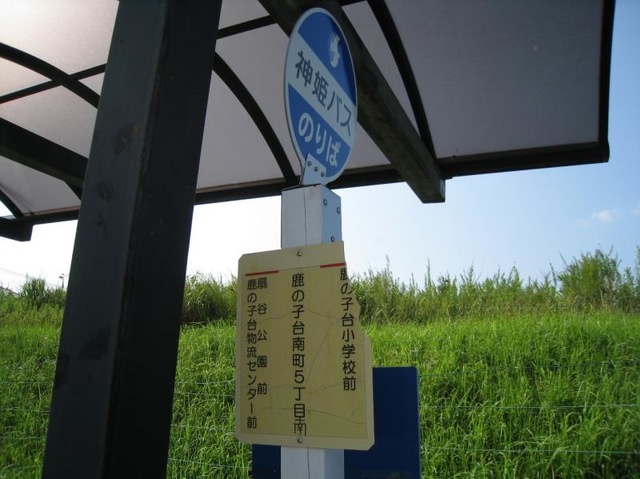 神姫バス
のりば
鹿の子台小学校前
鹿の子台南町5丁目南
扇谷公園前
鹿の子台物流センター前